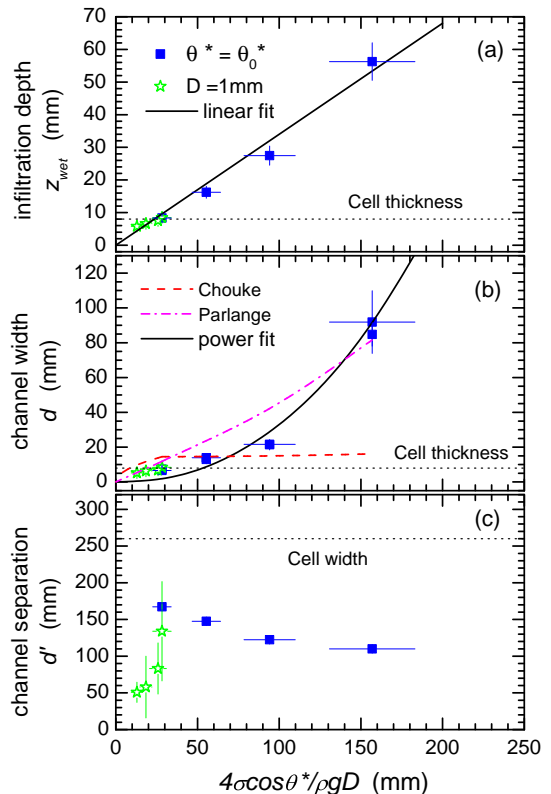 70
60
50
40
30
20
10
0
infiltration depth
z_wet (mm)
θ* = θ₀*
D =1mm
linear fit
(a)
Cell thickness
120
100
80
60
40
20
0
channel width
d (mm)
Chouke
Parlange
power fit
(b)
Cell thickness
300
250
200
150
100
50
0
channel separation
d' (mm)
(c)
Cell width
0 50 100 150 200 250
4σcosθ*/ρgD (mm)